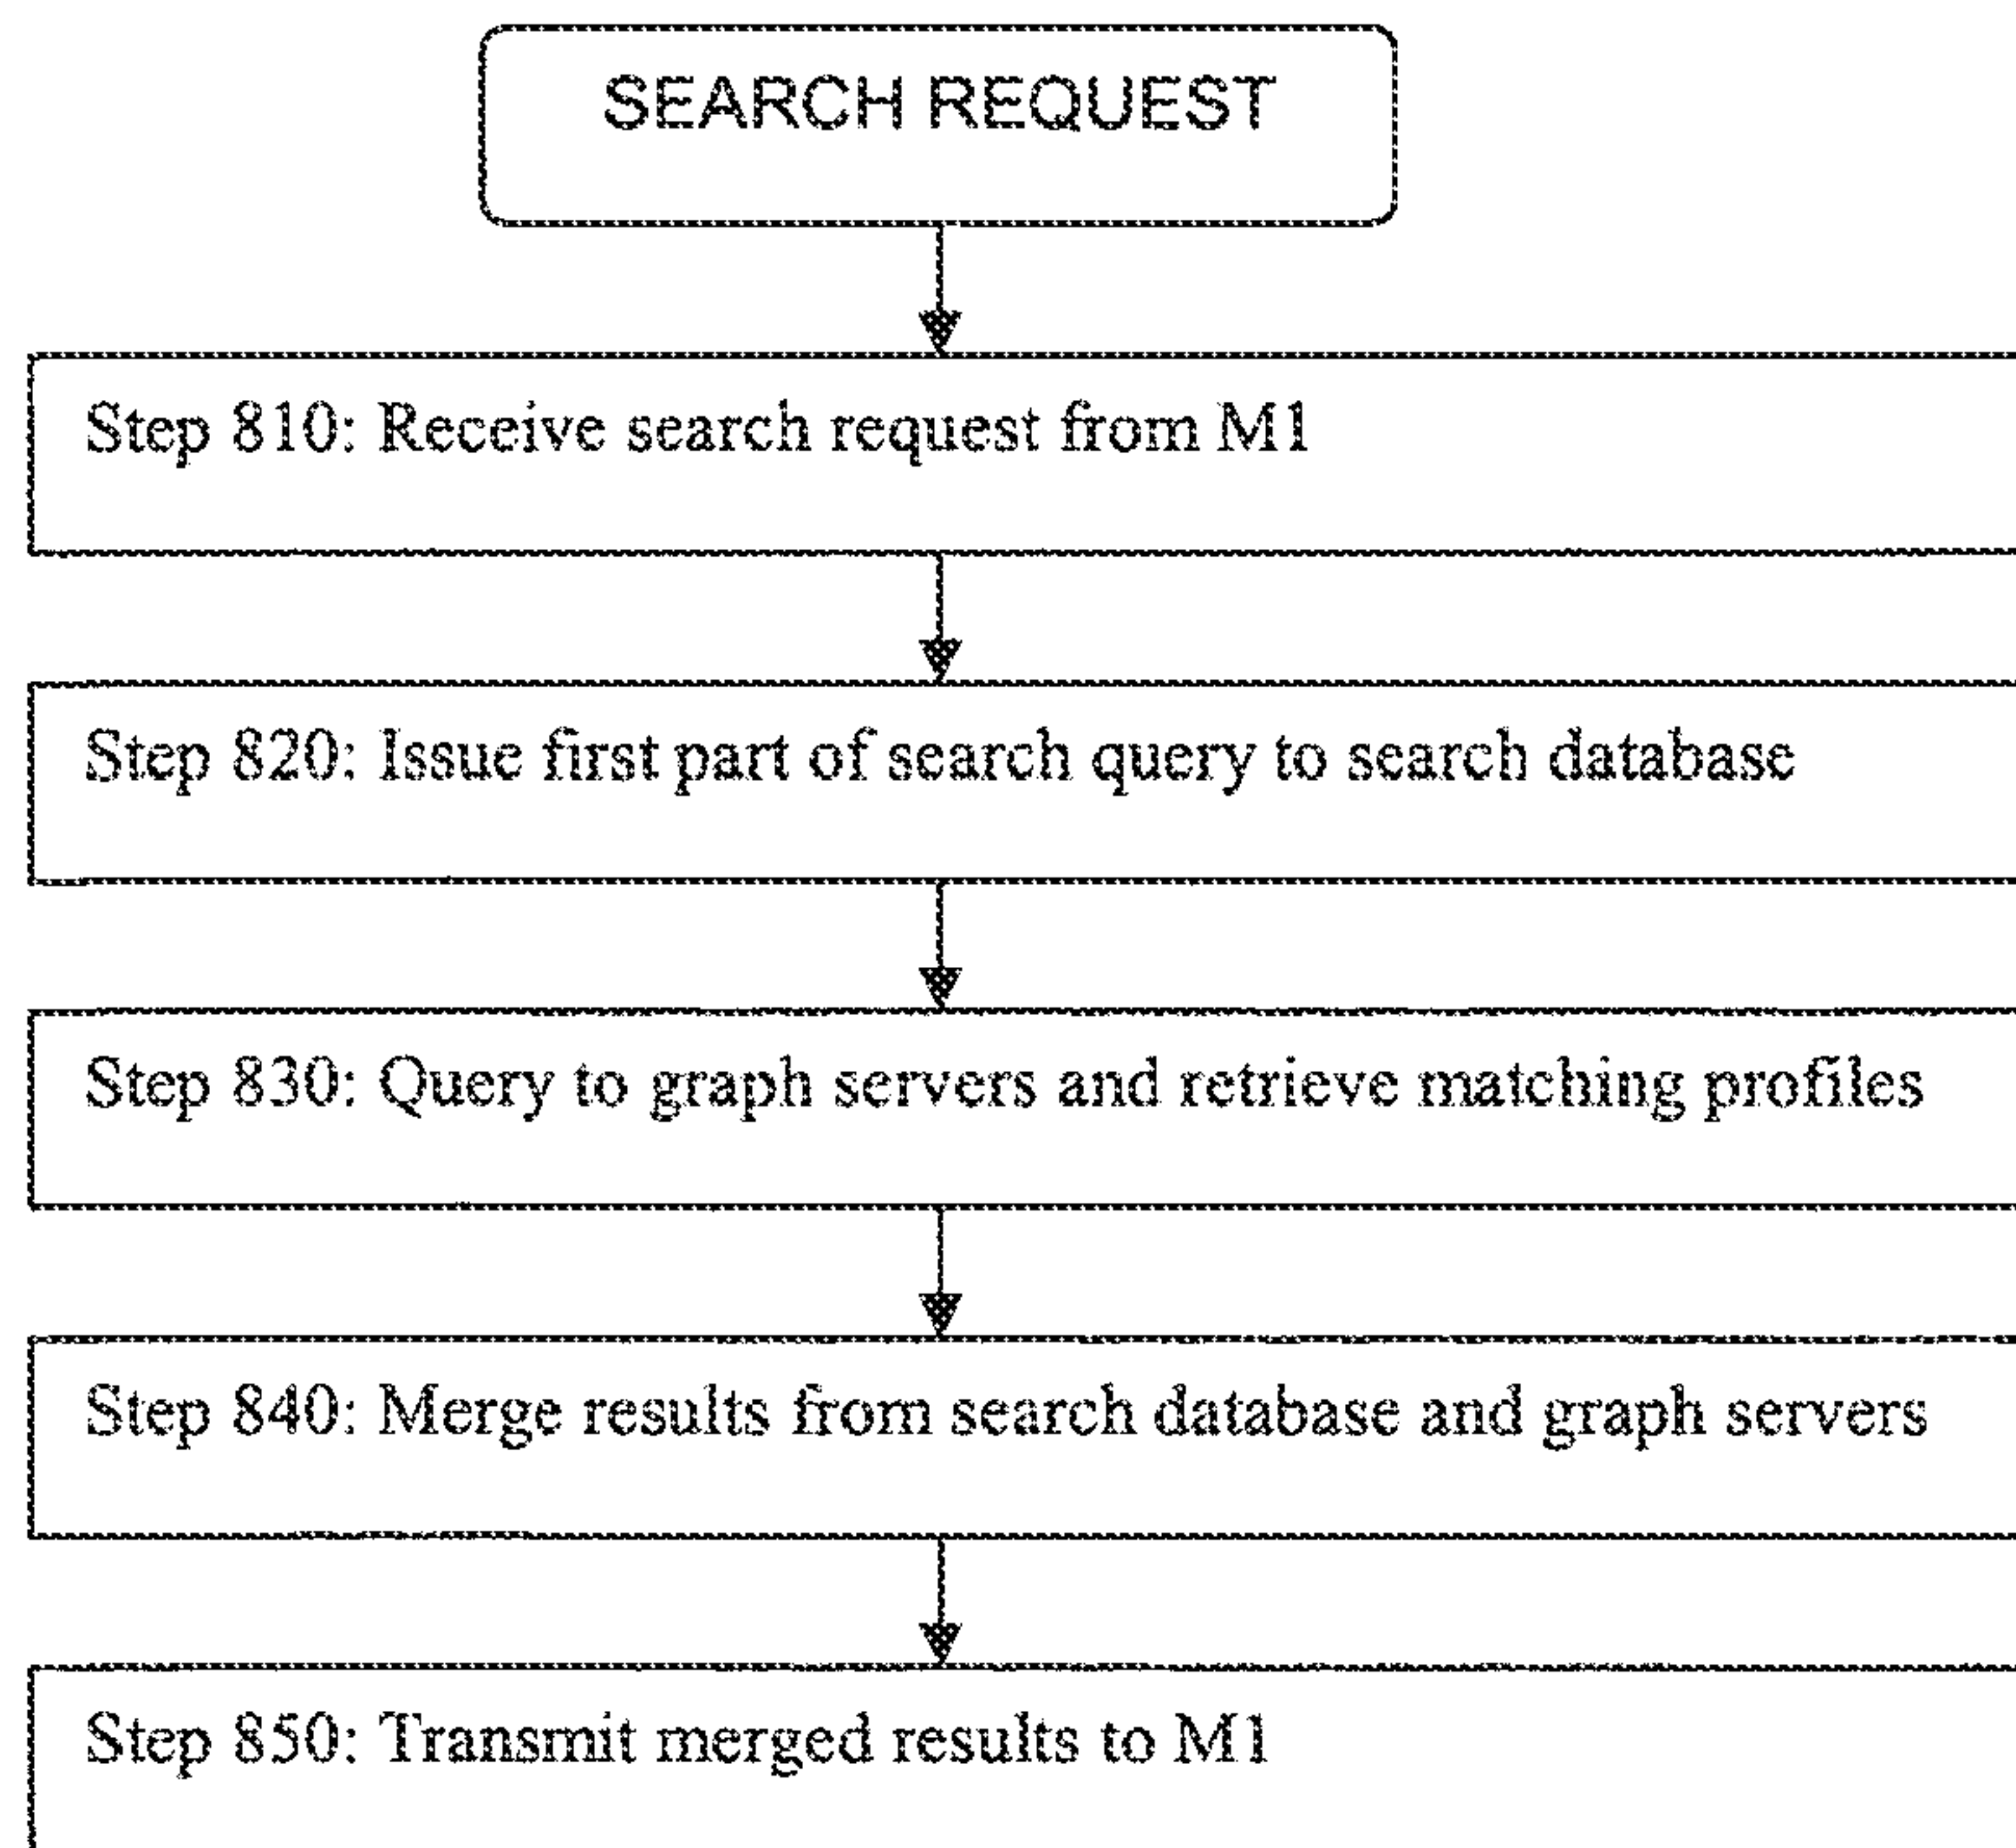 SEARCH REQUEST
Step 810: Receive search request from M1
Step 820: Issue first part of search query to search database
Step 830: Query to graph servers and retrieve matching profiles
Step 840: Merge results from search database and graph servers
Step 850: Transmit merged results to M1